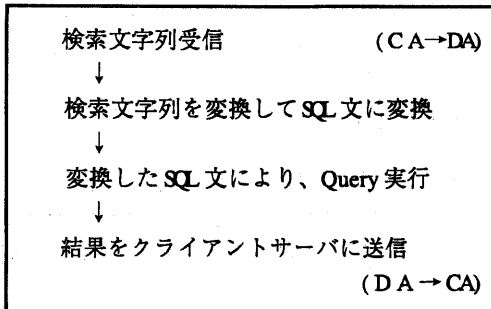 検索文字列受信 (CA→DA)
↓
検索文字列を変換してSQL文に変換
↓
変換したSQL文により、Query実行
↓
結果をクライアントサーバに送信
(DA→CA)